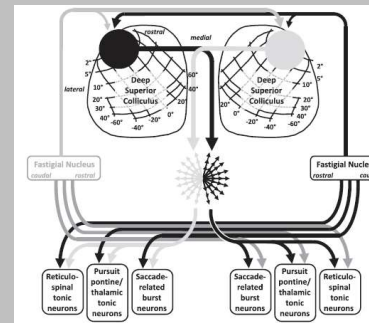 rostral
medial
lateral
2°
5°
10°
20°
30°
40°
-60°
-40°
-20°
0°
20°
40°
60°
Deep
Superior
Colliculus
2°
5°
10°
20°
30°
40°
60°
-40°
-20°
0°
20°
Deep
Superior
Colliculus
Fastigial Nucleus
caudal rostral
Fastigial Nucleus
rostral cau
Reticulo-
spinal
tonic
neurons
Pursuit
pontine/
thalamic
tonic
neurons
Saccade-
related
burst
neurons
Saccade-
related
burst
neurons
Pursuit
pontine/
thalamic
tonic
neurons
Reticulo-
spinal
tonic
neurons